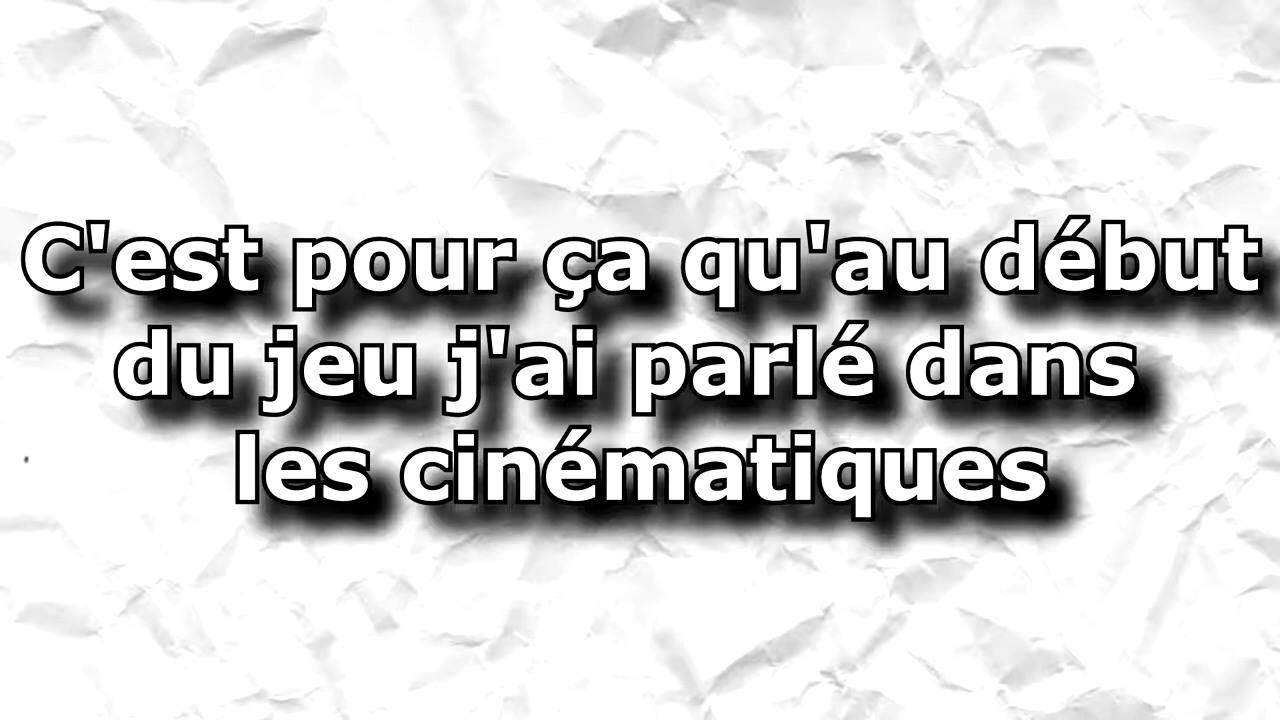 C'est pour ça qu'au début
du jeu j'ai parlé dans
les cinématiques